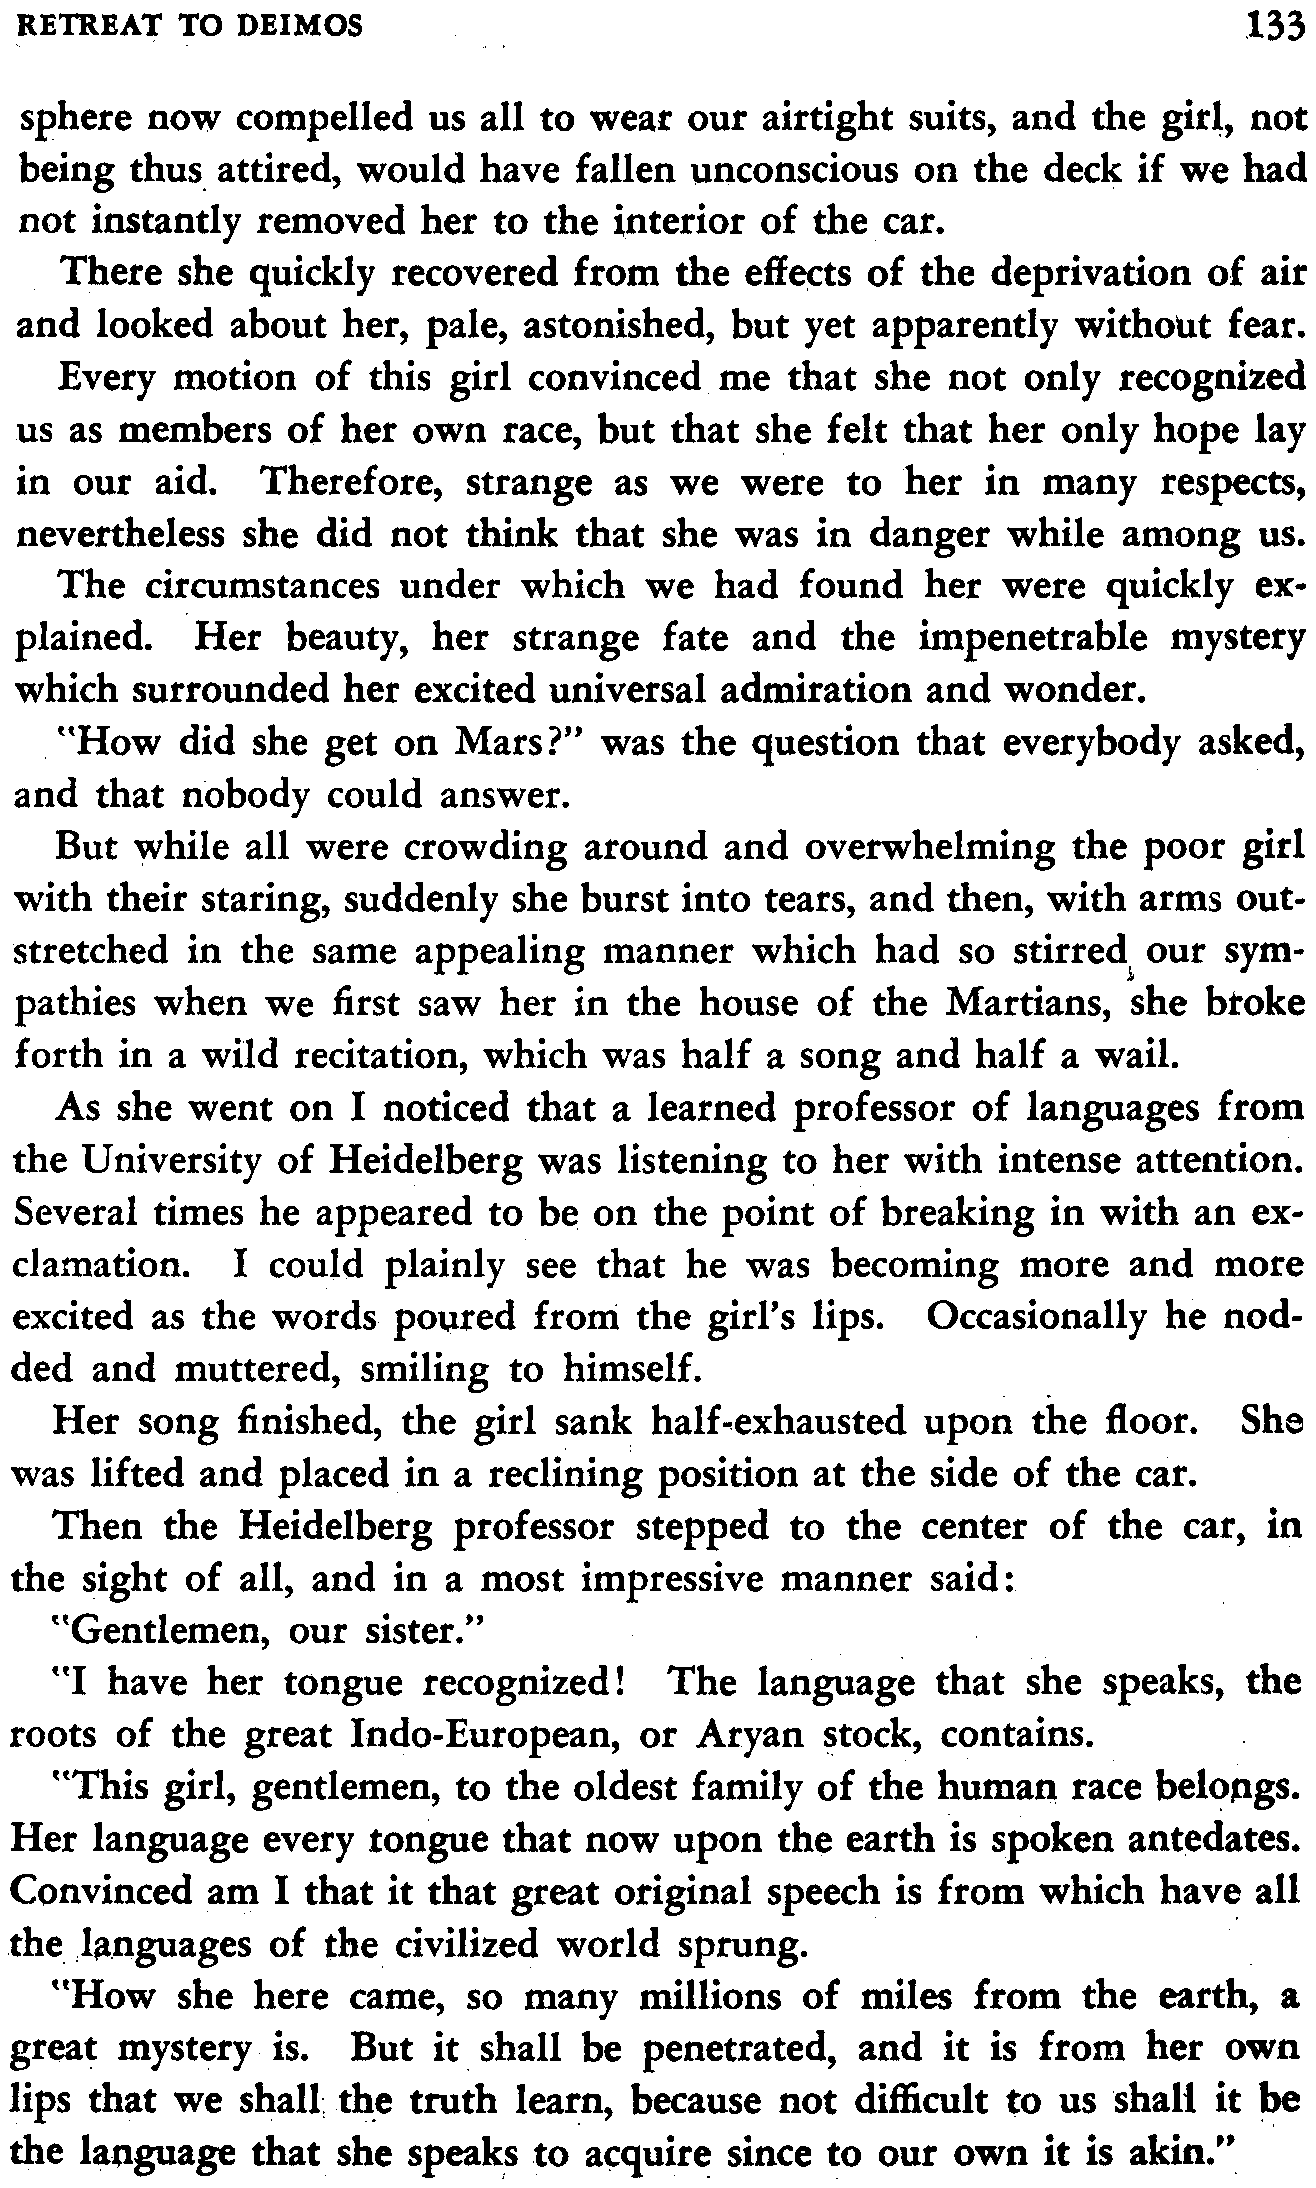 RETREAT TO DEIMOS 133
sphere now compelled us all to wear our airtight suits, and the girl, not
being thus attired, would have fallen unconscious on the deck if we had
not instantly removed her to the interior of the car.
There she quickly recovered from the effects of the deprivation of air
and looked about her, pale, astonished, but yet apparently without fear.
Every motion of this girl convinced me that she not only recognized
us as members of her own race, but that she felt that her only hope lay
in our aid. Therefore, strange as we were to her in many respects,
nevertheless she did not think that she was in danger while among us.
The circumstances under which we had found her were quickly ex-
plained. Her beauty, her strange fate and the impenetrable mystery
which surrounded her excited universal admiration and wonder.
"How did she get on Mars?" was the question that everybody asked,
and that nobody could answer.
But while all were crowding around and overwhelming the poor girl
with their staring, suddenly she burst into tears, and then, with arms out-
stretched in the same appealing manner which had so stirred our sym-
pathies when we first saw her in the house of the Martians, she broke
forth in a wild recitation, which was half a song and half a wail.
As she went on I noticed that a learned professor of languages from
the University of Heidelberg was listening to her with intense attention.
Several times he appeared to be on the point of breaking in with an ex-
clamation. I could plainly see that he was becoming more and more
excited as the words poured from the girl's lips. Occasionally he nod-
ded and muttered, smiling to himself.
Her song finished, the girl sank half-exhausted upon the floor. She
was lifted and placed in a reclining position at the side of the car.
Then the Heidelberg professor stepped to the center of the car, in
the sight of all, and in a most impressive manner said:
"Gentlemen, our sister."
"I have her tongue recognized! The language that she speaks, the
roots of the great Indo-European, or Aryan stock, contains.
"This girl, gentlemen, to the oldest family of the human race belongs.
Her language every tongue that now upon the earth is spoken antedates.
Convinced am I that it that great original speech is from which have all
the languages of the civilized world sprung.
"How she here came, so many millions of miles from the earth, a
great mystery is. But it shall be penetrated, and it is from her own
lips that we shall the truth learn, because not difficult to us shall it be
the language that she speaks to acquire since to our own it is akin."